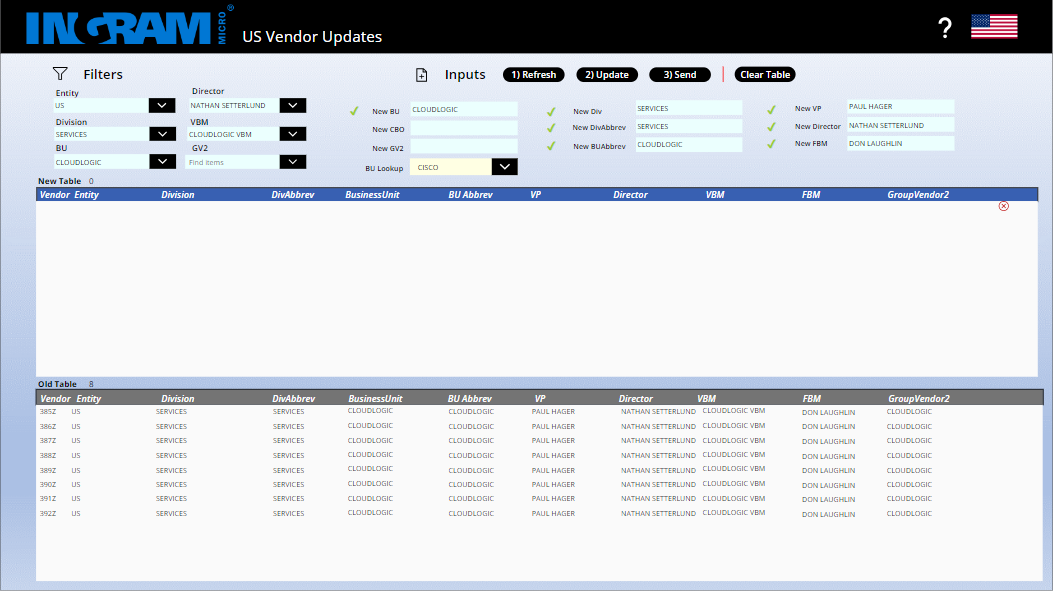 INGRAM MICRO ® US Vendor Updates ?
Filters Inputs 1) Refresh 2) Update 3) Send Clear Table
Entity Director
US NATHAN SETTERLUND
Division VBM
SERVICES CLOUDLOGIC VBM
BU GV2
CLOUDLOGIC Find items
New BU CLOUDLOGIC New Div SERVICES New VP PAUL HAGER
New CBO New DivAbbrev SERVICES New Director NATHAN SETTERLUND
New GV2 New BUAbbrev CLOUDLOGIC New FBM DON LAUGHLIN
BU Lookup CISCO
New Table 0
Vendor Entity Division DivAbbrev BusinessUnit BU Abbrev VP Director VBM FBM GroupVendor2
Old Table 8
Vendor Entity Division DivAbbrev BusinessUnit BU Abbrev VP Director VBM FBM GroupVendor2
385Z US SERVICES SERVICES CLOUDLOGIC CLOUDLOGIC PAUL HAGER NATHAN SETTERLUND CLOUDLOGIC VBM DON LAUGHLIN CLOUDLOGIC
386Z US SERVICES SERVICES CLOUDLOGIC CLOUDLOGIC PAUL HAGER NATHAN SETTERLUND CLOUDLOGIC VBM DON LAUGHLIN CLOUDLOGIC
387Z US SERVICES SERVICES CLOUDLOGIC CLOUDLOGIC PAUL HAGER NATHAN SETTERLUND CLOUDLOGIC VBM DON LAUGHLIN CLOUDLOGIC
388Z US SERVICES SERVICES CLOUDLOGIC CLOUDLOGIC PAUL HAGER NATHAN SETTERLUND CLOUDLOGIC VBM DON LAUGHLIN CLOUDLOGIC
389Z US SERVICES SERVICES CLOUDLOGIC CLOUDLOGIC PAUL HAGER NATHAN SETTERLUND CLOUDLOGIC VBM DON LAUGHLIN CLOUDLOGIC
390Z US SERVICES SERVICES CLOUDLOGIC CLOUDLOGIC PAUL HAGER NATHAN SETTERLUND CLOUDLOGIC VBM DON LAUGHLIN CLOUDLOGIC
391Z US SERVICES SERVICES CLOUDLOGIC CLOUDLOGIC PAUL HAGER NATHAN SETTERLUND CLOUDLOGIC VBM DON LAUGHLIN CLOUDLOGIC
392Z US SERVICES SERVICES CLOUDLOGIC CLOUDLOGIC PAUL HAGER NATHAN SETTERLUND CLOUDLOGIC VBM DON LAUGHLIN CLOUDLOGIC